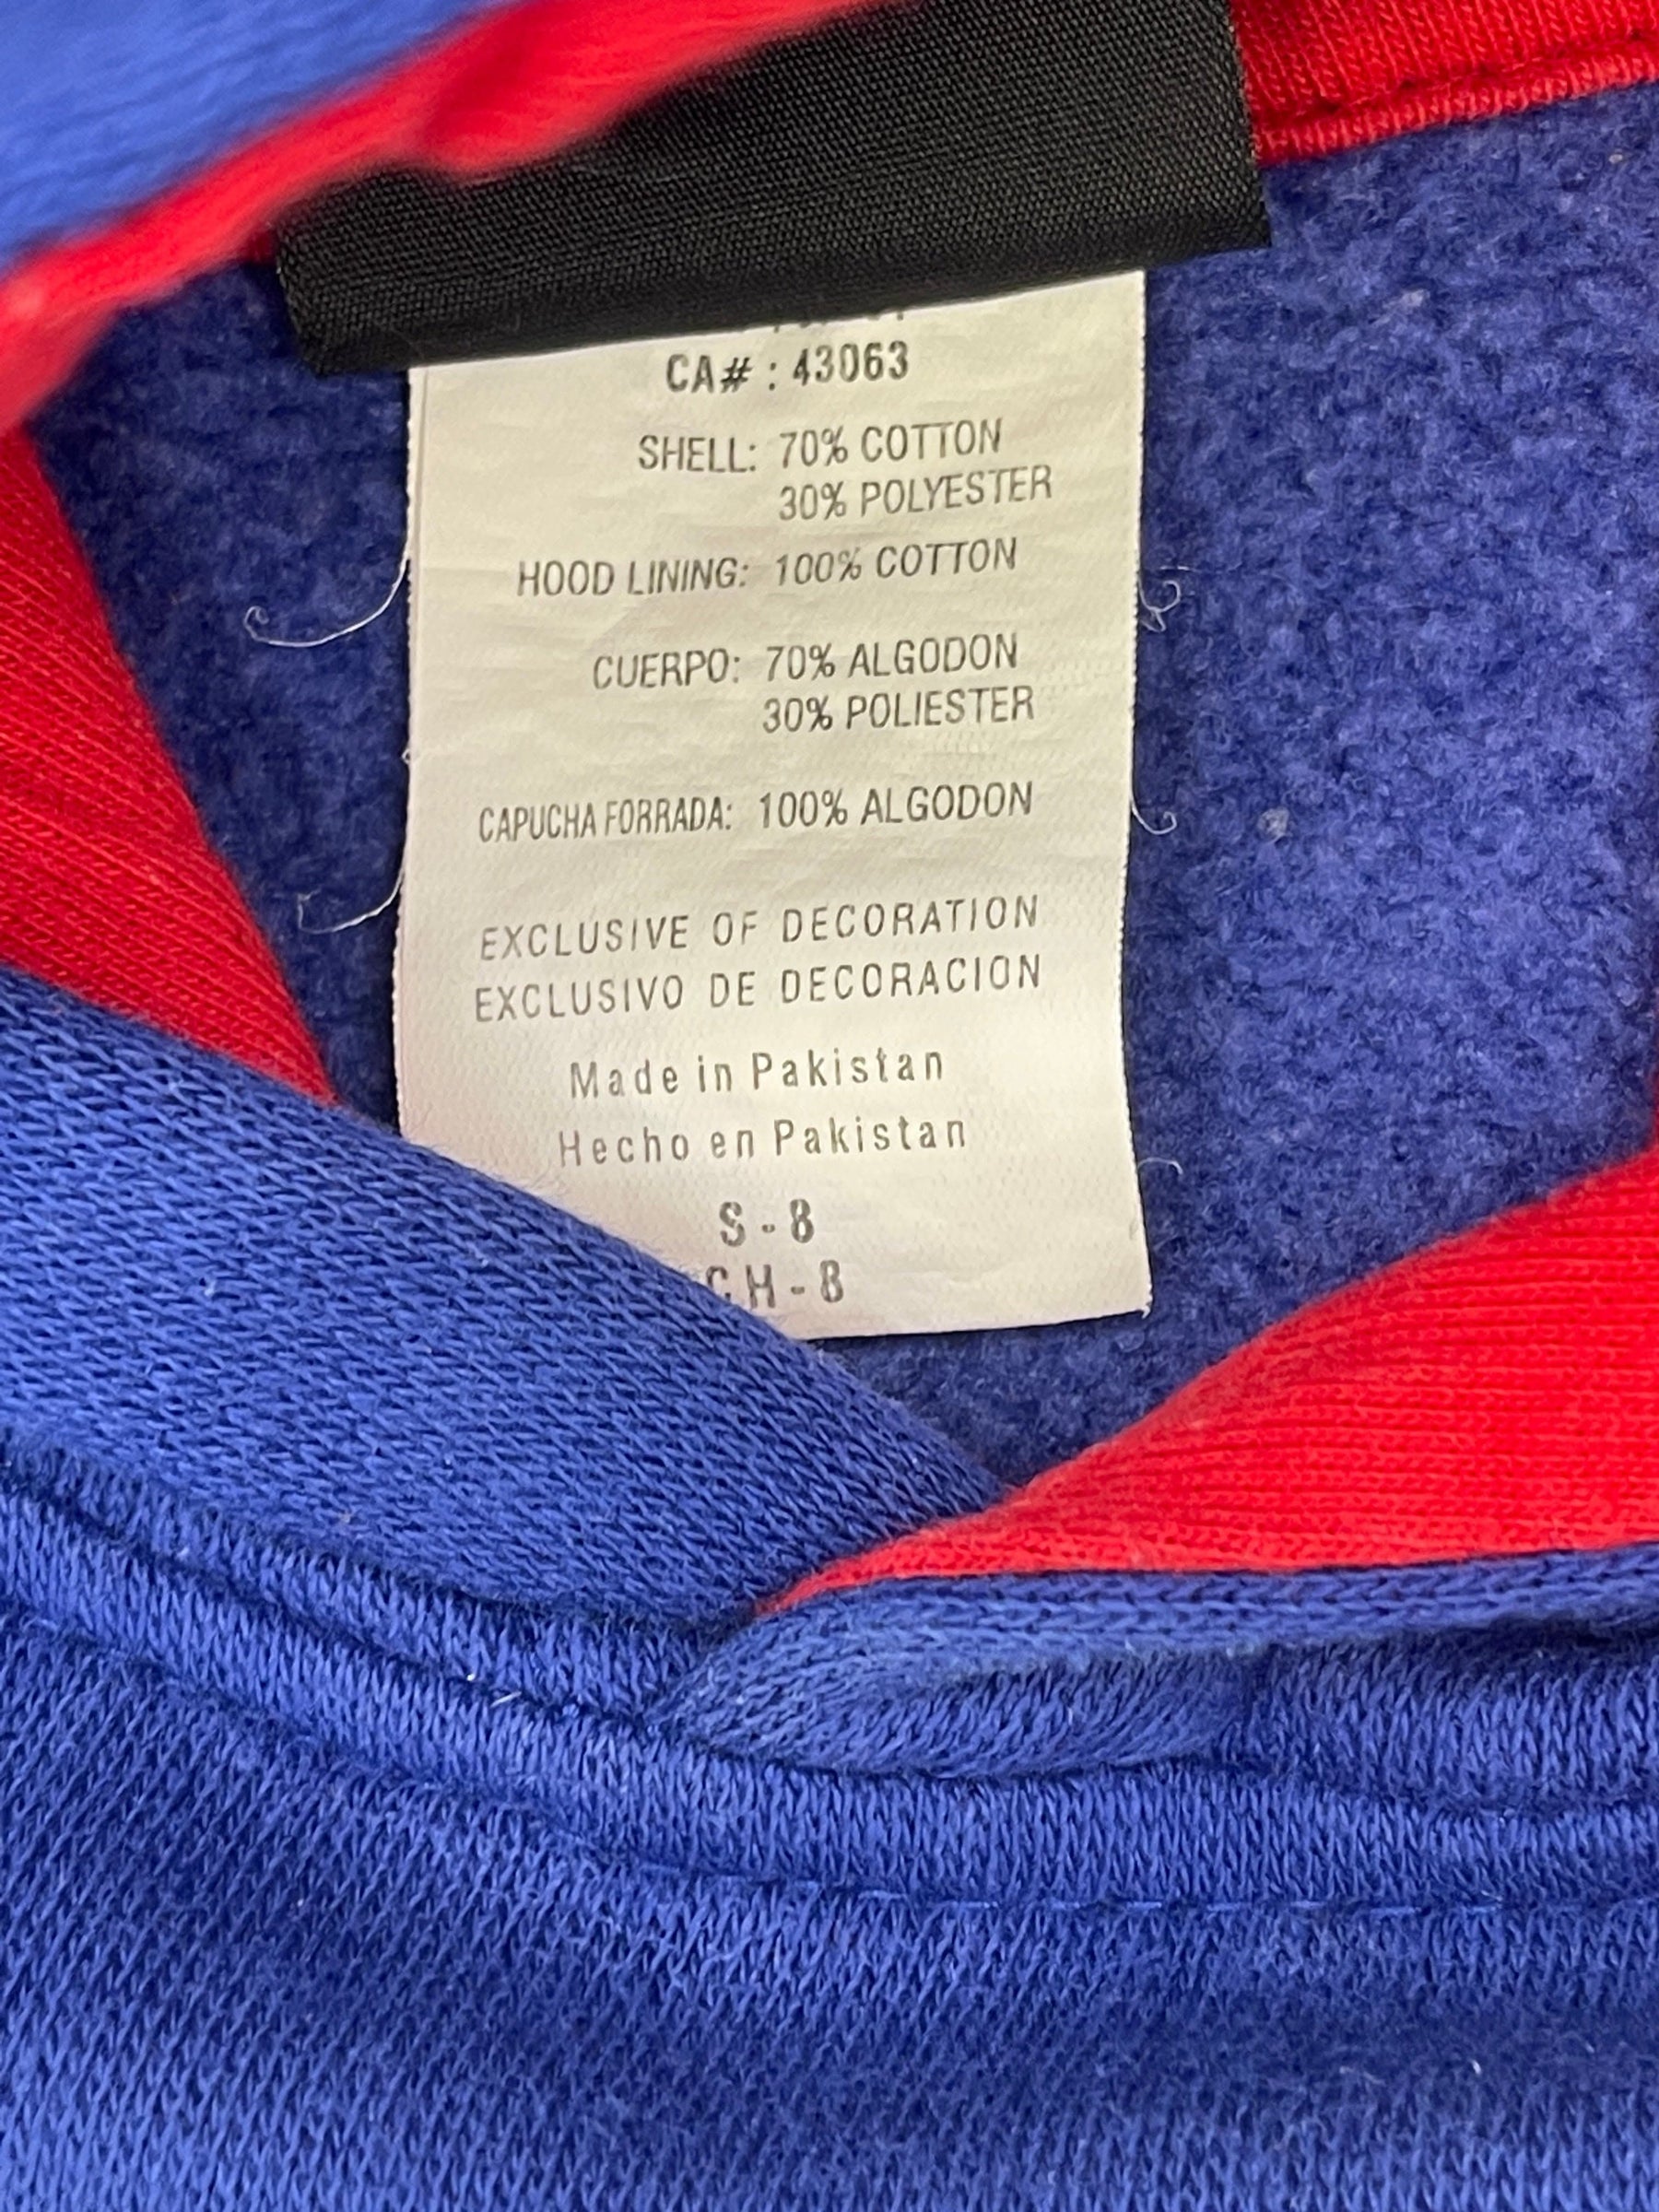 CA# : 43063
SHELL: 70% COTTON
30% POLYESTER
HOOD LINING: 100% COTTON
CUERPO: 70% ALGODON
30% POLIESTER
CAPUCHA FORRADA: 100% ALGODON
EXCLUSIVE OF DECORATION
EXCLUSIVO DE DECORACION
Made in Pakistan
Hecho en Pakistan
S - 8
CH - 8